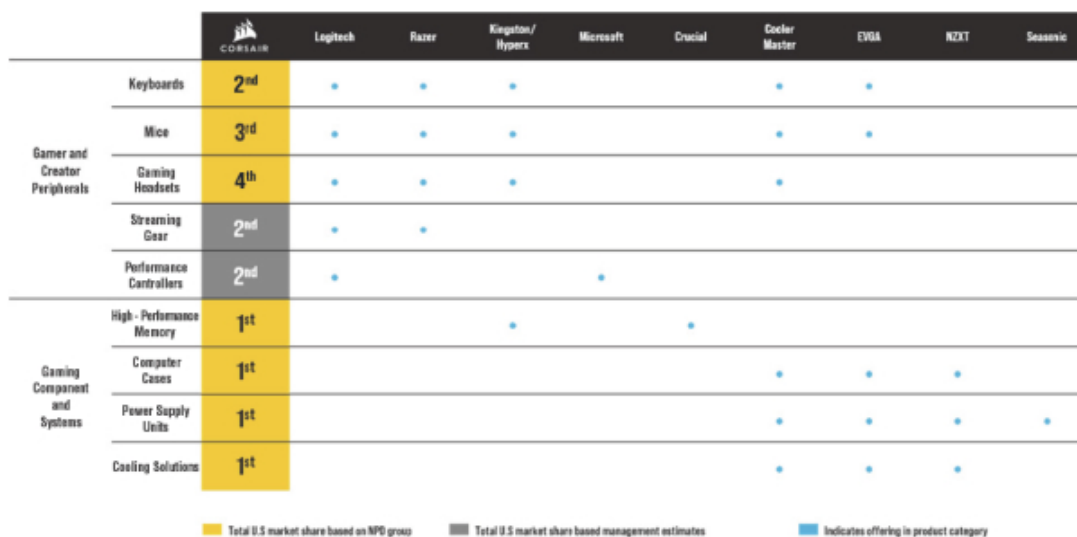 CORSAIR
Logitech
Razer
Kingston/
Hyperx
Microsoft
Crucial
Cooler
Master
EVGA
NZXT
Seasonic
Gamer and
Creator
Peripherals
Keyboards
2nd
Mice
3rd
Gaming
Headsets
4th
Streaming
Gear
2nd
Performance
Controllers
2nd
Gaming
Component
and
Systems
High - Performance
Memory
1st
Computer
Cases
1st
Power Supply
Units
1st
Cooling Solutions
1st
Total U.S market share based on NPD group
Total U.S market share based management estimates
Indicates offering in product category